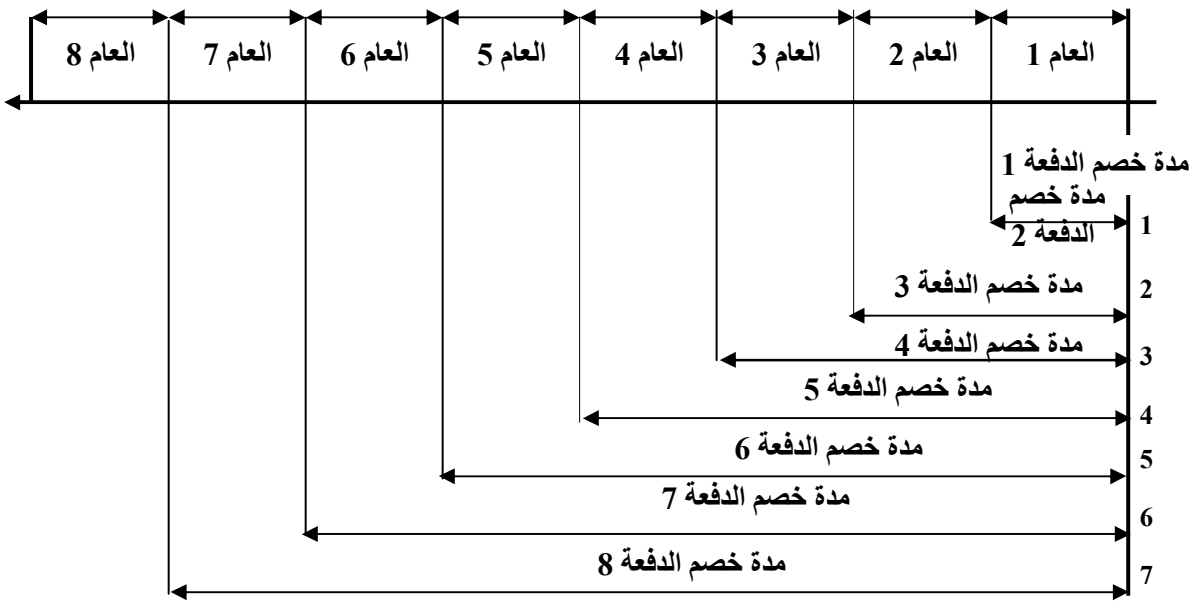 العام 1
العام 2
العام 3
العام 4
العام 5
العام 6
العام 7
العام 8
مدة خصم الدفعة 1
مدة خصم
الدفعة 2
1
مدة خصم الدفعة 3
2
مدة خصم الدفعة 4
3
مدة خصم الدفعة 5
4
مدة خصم الدفعة 6
5
مدة خصم الدفعة 7
6
مدة خصم الدفعة 8
7